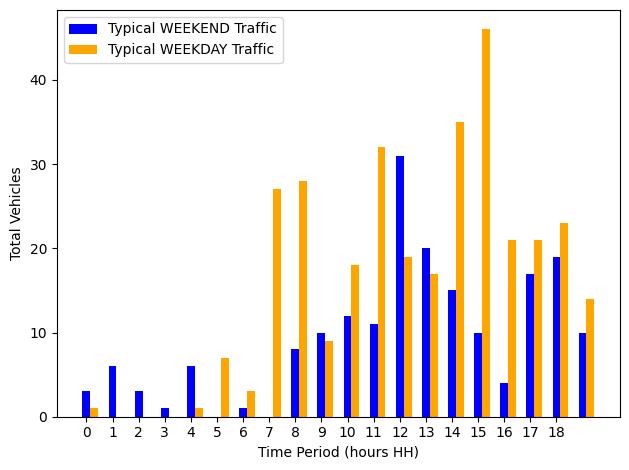 Typical WEEKEND Traffic
Typical WEEKDAY Traffic
Total Vehicles
40
30
20
10
0
0 1 2 3 4 5 6 7 8 9 10 11 12 13 14 15 16 17 18
Time Period (hours HH)